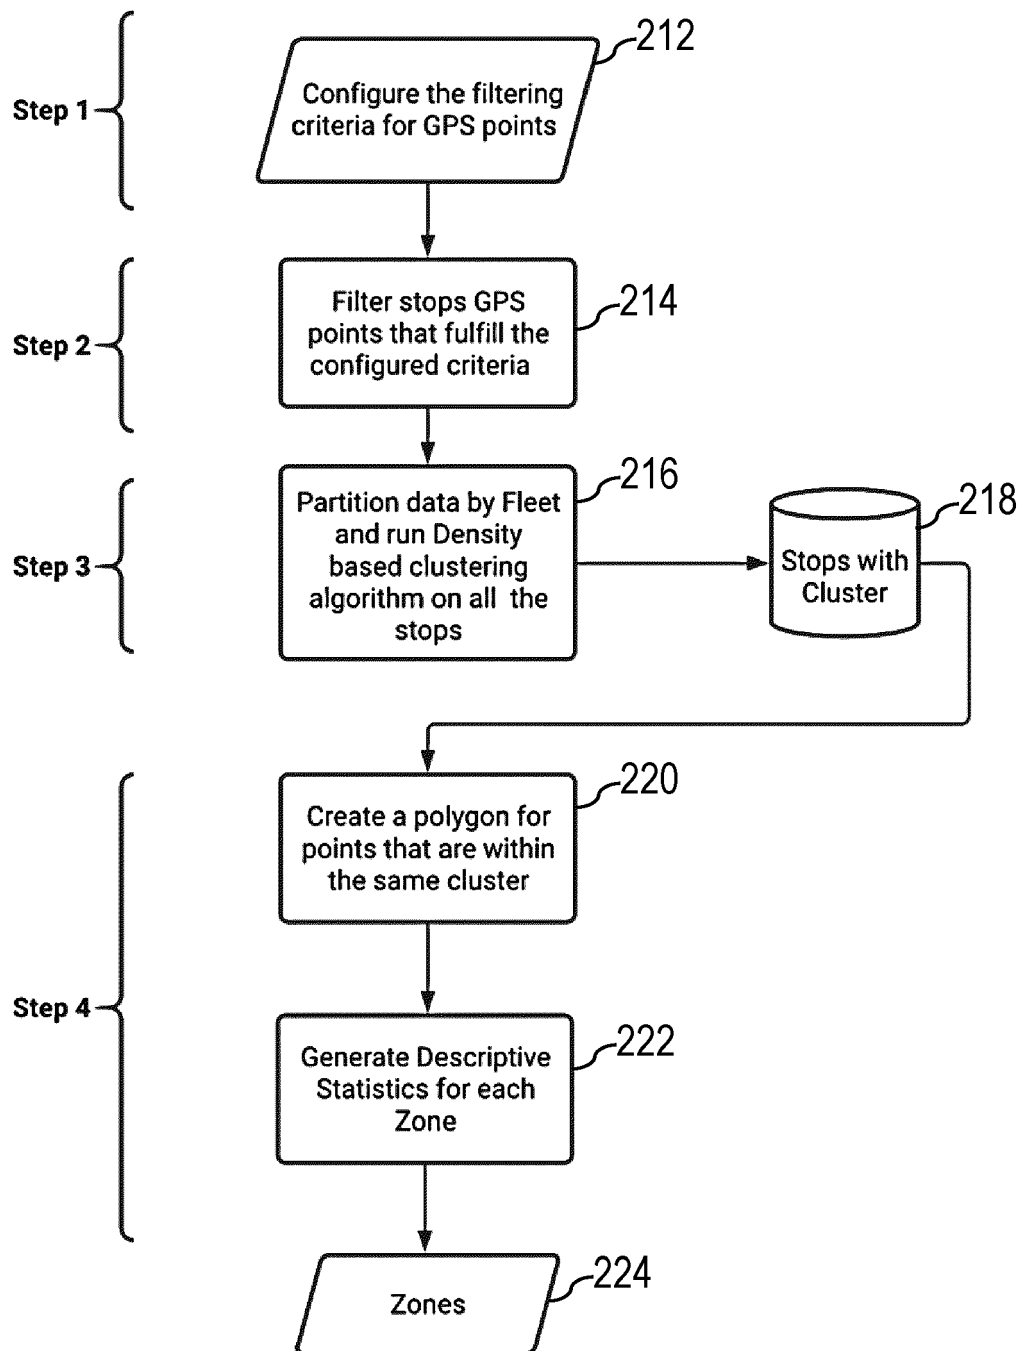 212
Step 1
Configure the filtering
criteria for GPS points
214
Step 2
Filter stops GPS
points that fulfill the
configured criteria
216
218
Step 3
Partition data by Fleet
and run Density
based clustering
algorithm on all the
stops
Stops with
Cluster
220
Create a polygon for
points that are within
the same cluster
Step 4
222
Generate Descriptive
Statistics for each
Zone
224
Zones